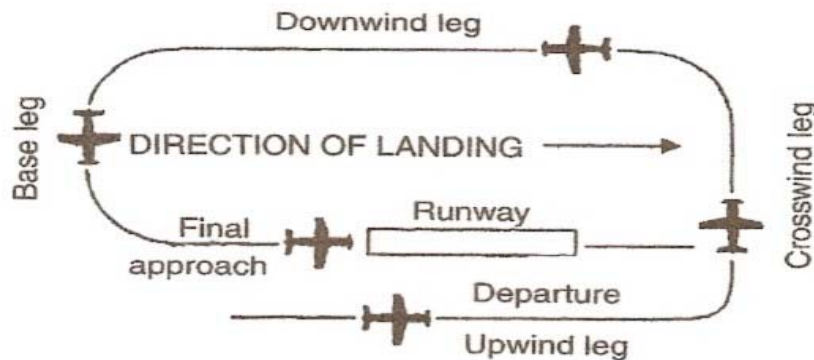 Downwind leg
Base leg
DIRECTION OF LANDING
Crosswind leg
Final
approach
Runway
Departure
Upwind leg